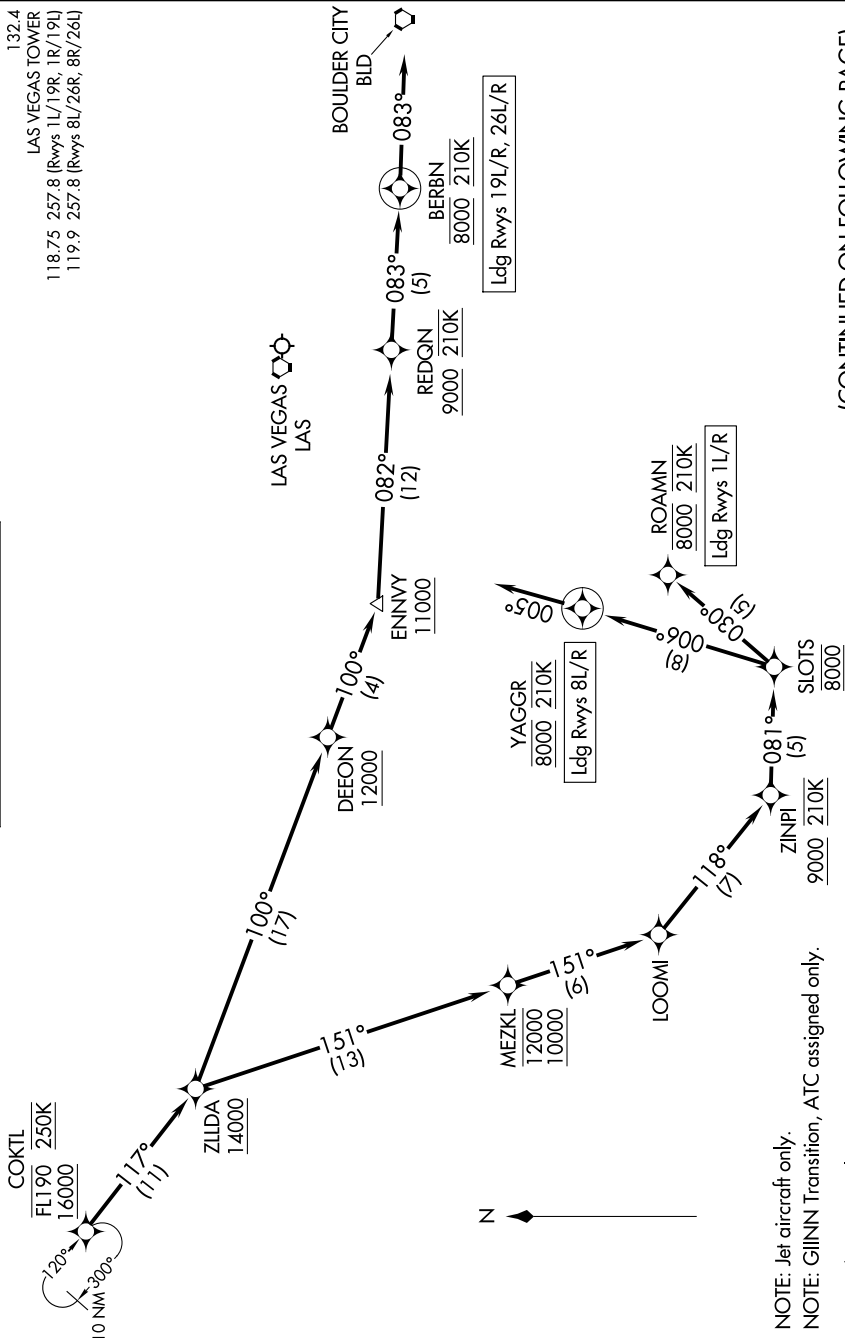 132.4
LAS VEGAS TOWER
118.75 257.8 (Rwys 1L/19R, 1R/19L)
119.9 257.8 (Rwys 8L/26R, 8R/26L)
BOULDER CITY
BLD
083°
BERBN
8000 210K
Ldg Rwys 19L/R, 26L/R
083°
(5)
REDQN
9000 210K
LAS VEGAS
LAS
082°
(12)
ENNVY
11000
100°
(4)
DEEON
12000
100°
(17)
COKTL
FL190 250K
16000
120°
300°
10 NM
117°
(11)
ZLLDA
14000
151°
(13)
MEZKL
12000
10000
151°
(6)
LOOMI
118°
(7)
ZINPI
9000 210K
081°
(5)
SLOTS
8000
006°
(8)
030°
(5)
005°
YAGGR
8000 210K
Ldg Rwys 8L/R
ROAMN
8000 210K
Ldg Rwys 1L/R
N
NOTE: Jet aircraft only.
NOTE: GIINN Transition, ATC assigned only.
(CONTINUED ON FOLLOWING PAGE)